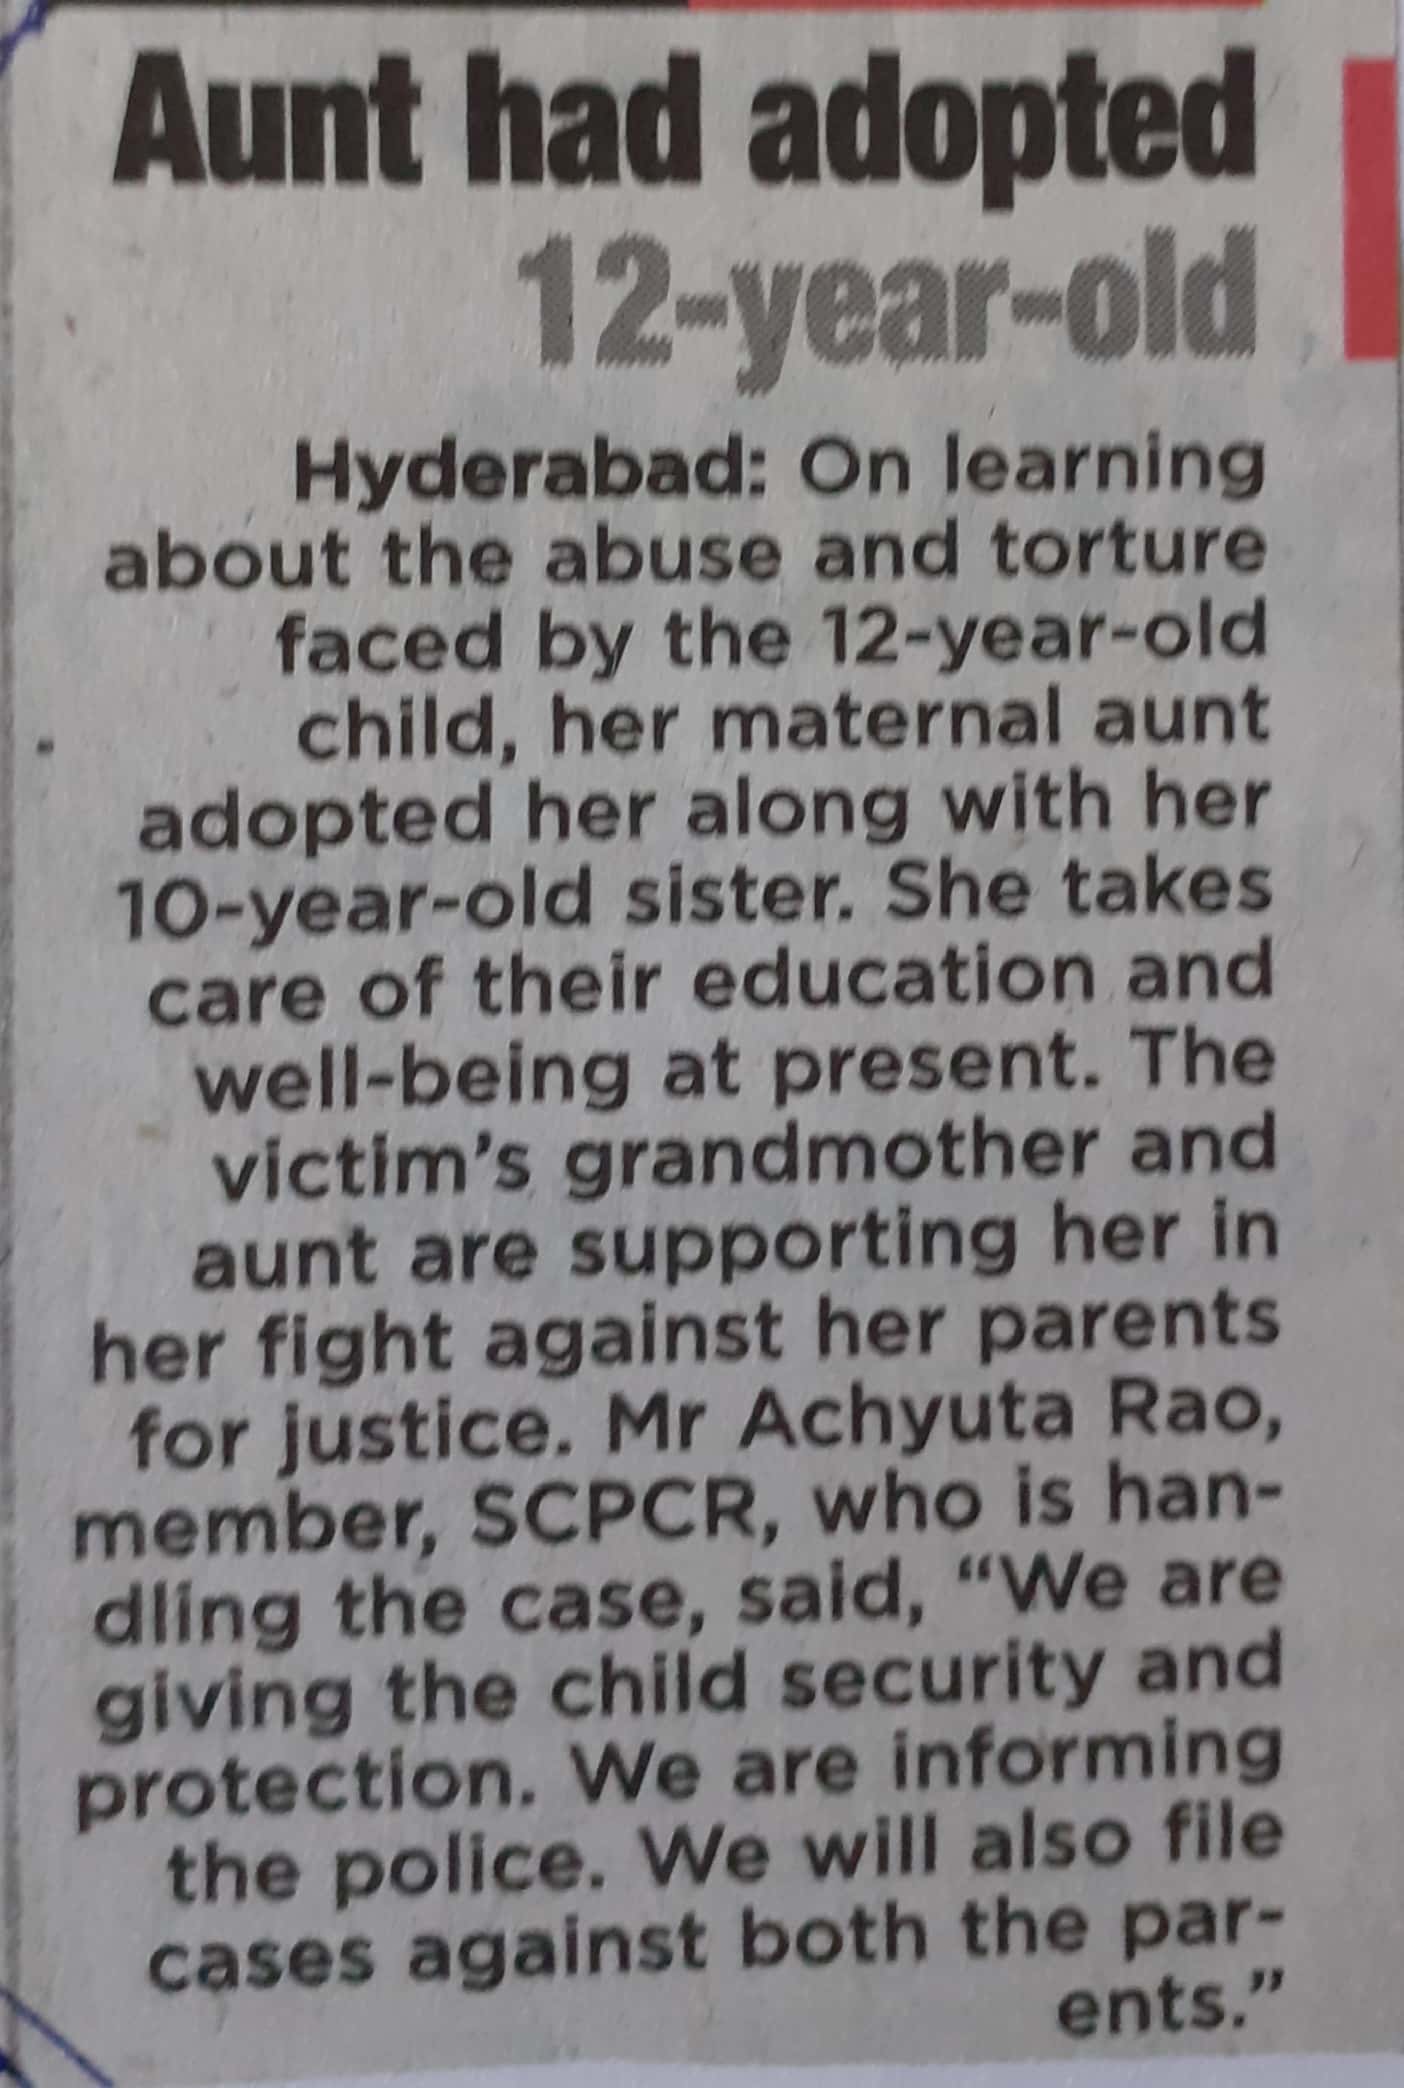 Aunt had adopted
12-year-old
Hyderabad: On learning
about the abuse and torture
faced by the 12-year-old
child, her maternal aunt
adopted her along with her
10-year-old sister. She takes
care of their education and
well-being at present. The
victim's grandmother and
aunt are supporting her in
her fight against her parents
for justice. Mr Achyuta Rao,
member, SCPCR, who is han-
dling the case, said, “We are
giving the child security and
protection. We are informing
the police. We will also file
cases against both the par-
ents.”